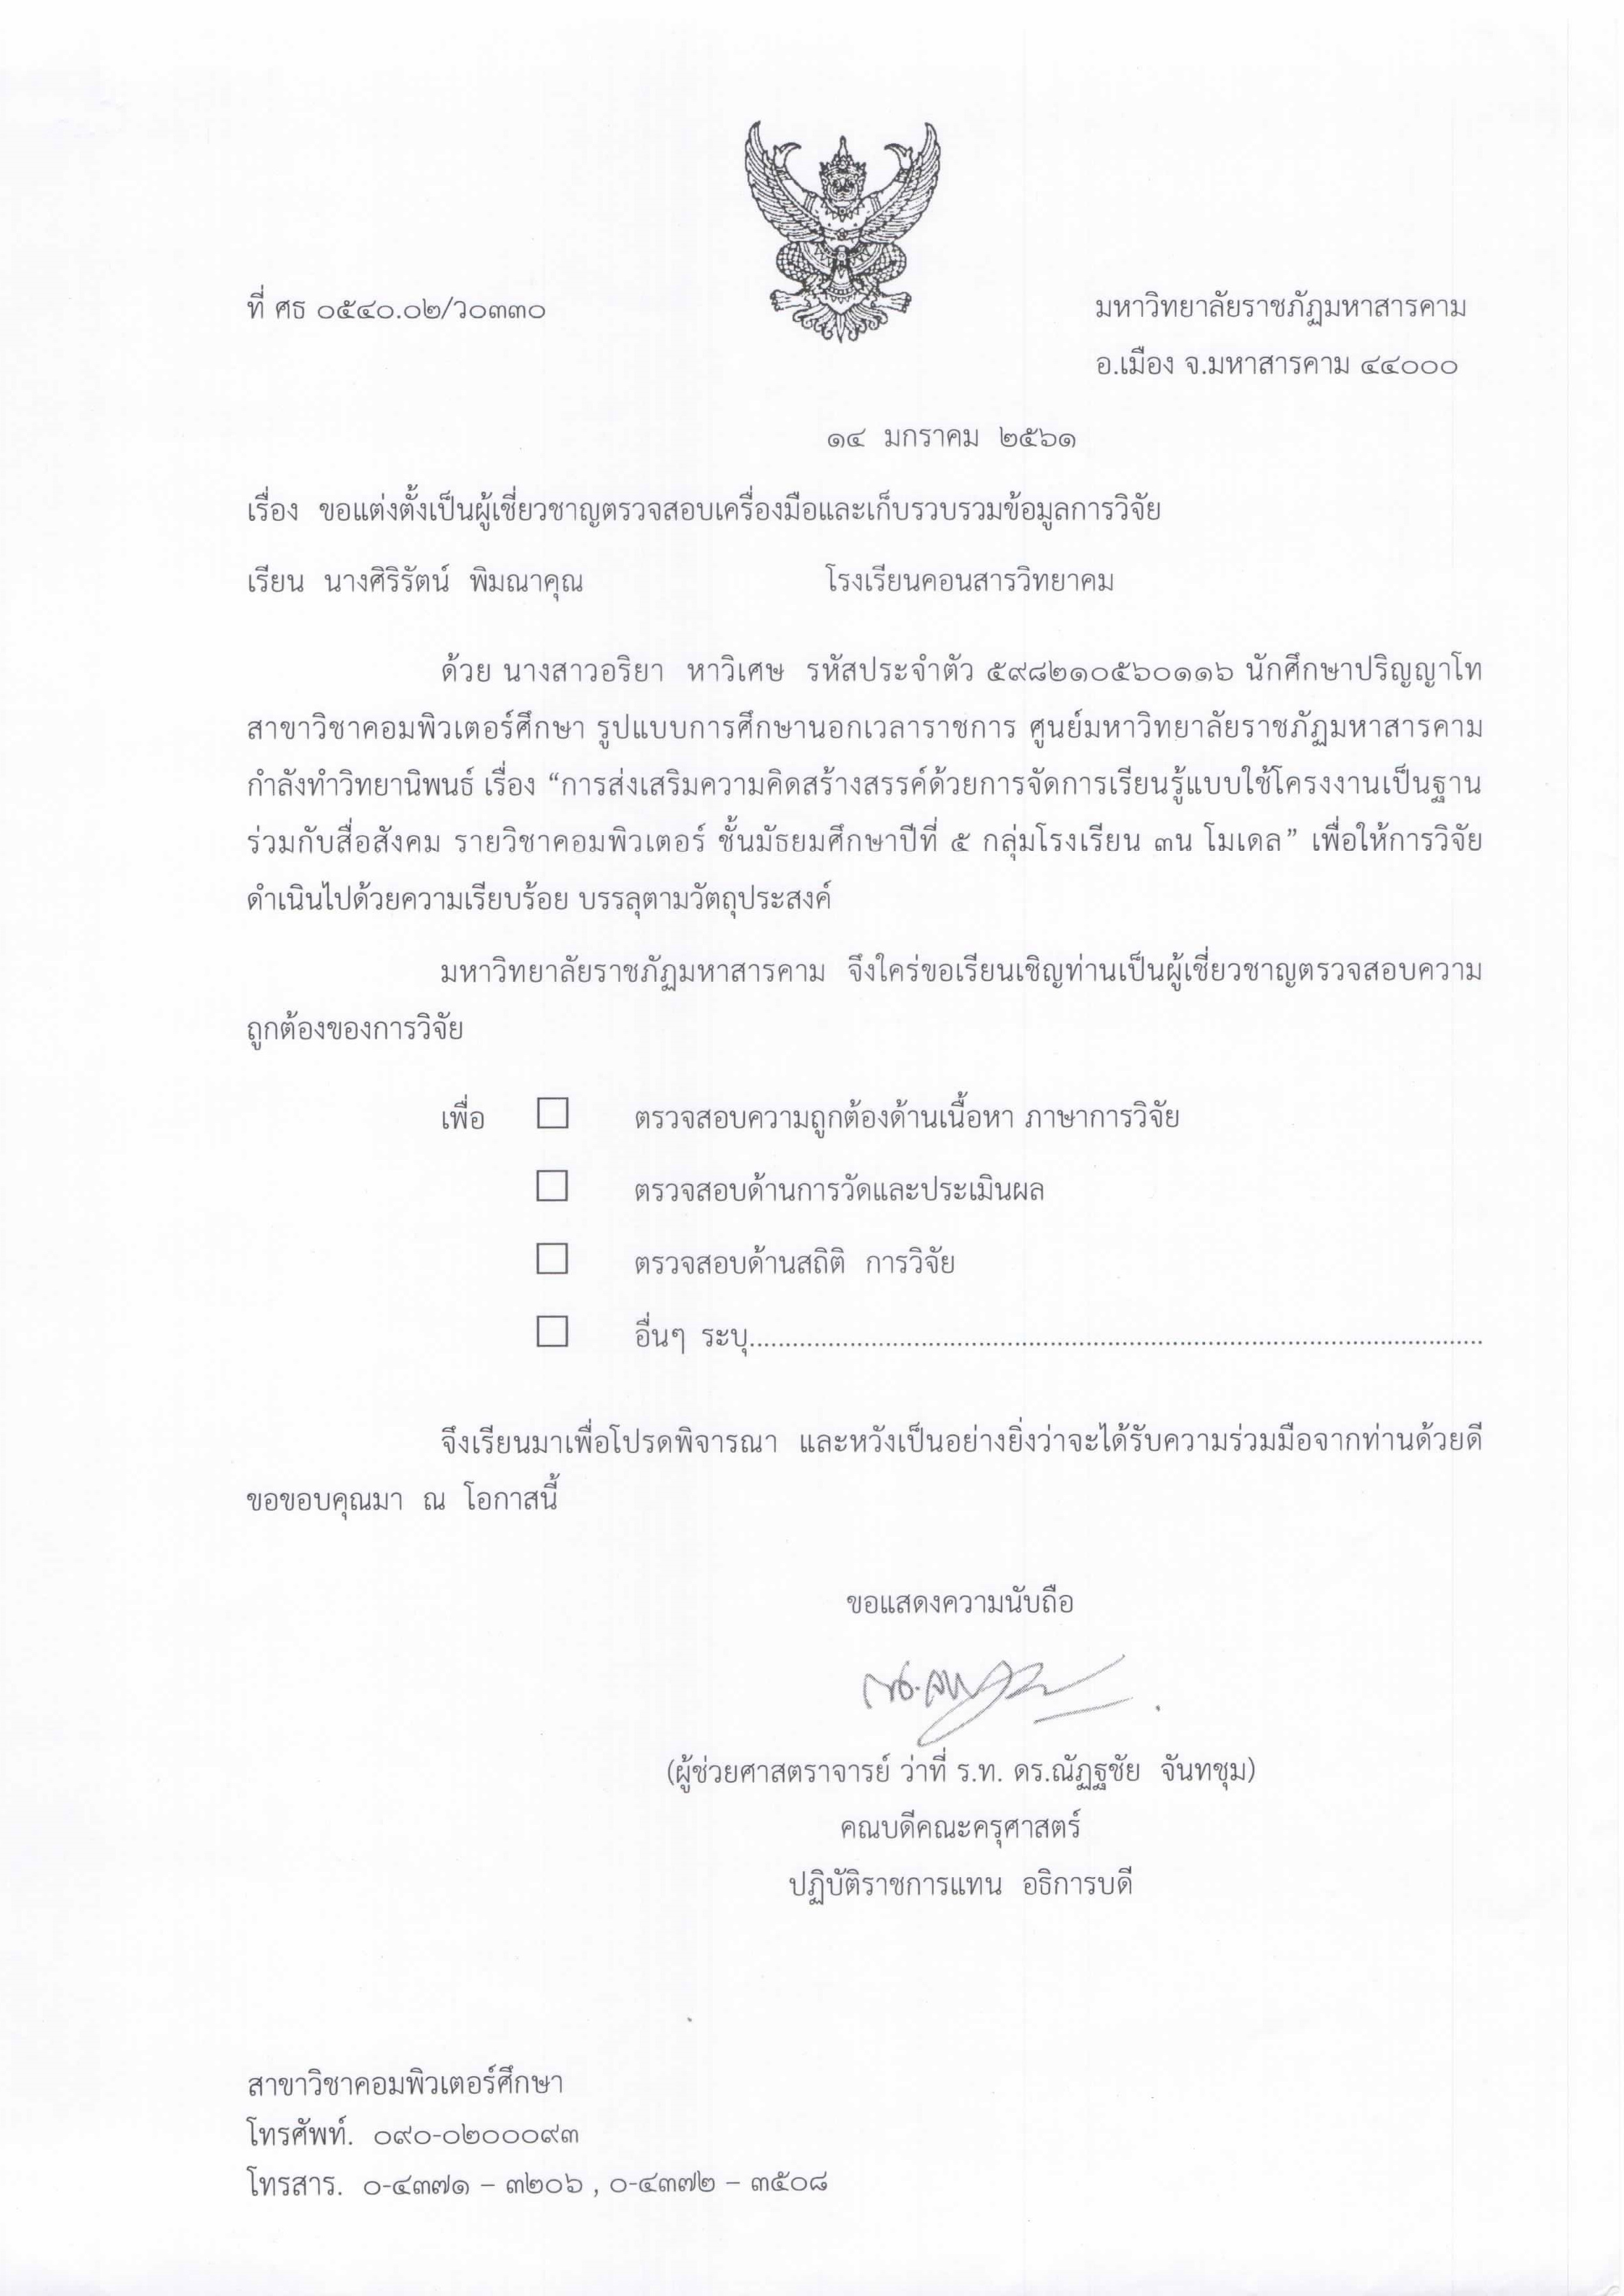 ที่ ศธ ๐๕๔๐.๐๒/ว๐๓๓๐
มหาวิทยาลัยราชภัฏมหาสารคาม
อ.เมือง จ.มหาสารคาม ๔๔๐๐๐
๑๔ มกราคม ๒๕๖๑
เรื่อง ขอแต่งตั้งเป็นผู้เชี่ยวชาญตรวจสอบเครื่องมือและเก็บรวบรวมข้อมูลการวิจัย
เรียน นางศิริรัตน์ พิมณาคุณ โรงเรียนคอนสารวิทยาคม
ด้วย นางสาวอริยา หาวิเศษ รหัสประจำตัว ๕๙๘๒๑๐๕๖๐๑๑๖ นักศึกษาปริญญาโท
สาขาวิชาคอมพิวเตอร์ศึกษา รูปแบบการศึกษานอกเวลาราชการ ศูนย์มหาวิทยาลัยราชภัฏมหาสารคาม
กำลังทำวิทยานิพนธ์ เรื่อง “การส่งเสริมความคิดสร้างสรรค์ด้วยการจัดการเรียนรู้แบบใช้โครงงานเป็นฐาน
ร่วมกับสื่อสังคม รายวิชาคอมพิวเตอร์ ชั้นมัธยมศึกษาปีที่ ๕ กลุ่มโรงเรียน ๓น โมเดล” เพื่อให้การวิจัย
ดำเนินไปด้วยความเรียบร้อย บรรลุตามวัตถุประสงค์
มหาวิทยาลัยราชภัฏมหาสารคาม จึงใคร่ขอเรียนเชิญท่านเป็นผู้เชี่ยวชาญตรวจสอบความ
ถูกต้องของการวิจัย
เพื่อ ☐ ตรวจสอบความถูกต้องด้านเนื้อหา ภาษาการวิจัย
☐ ตรวจสอบด้านการวัดและประเมินผล
☐ ตรวจสอบด้านสถิติ การวิจัย
☐ อื่นๆ ระบุ..........................................................................................
จึงเรียนมาเพื่อโปรดพิจารณา และหวังเป็นอย่างยิ่งว่าจะได้รับความร่วมมือจากท่านด้วยดี
ขอขอบคุณมา ณ โอกาสนี้
ขอแสดงความนับถือ
(ผู้ช่วยศาสตราจารย์ ว่าที่ ร.ท. ดร.ณัฏฐชัย จันทชุม)
คณบดีคณะครุศาสตร์
ปฏิบัติราชการแทน อธิการบดี
สาขาวิชาคอมพิวเตอร์ศึกษา
โทรศัพท์. ๐๙๐-๐๒๐๐๐๙๓
โทรสาร. ๐-๔๓๗๑ – ๓๒๐๖ , ๐-๔๓๗๒ – ๓๕๐๘